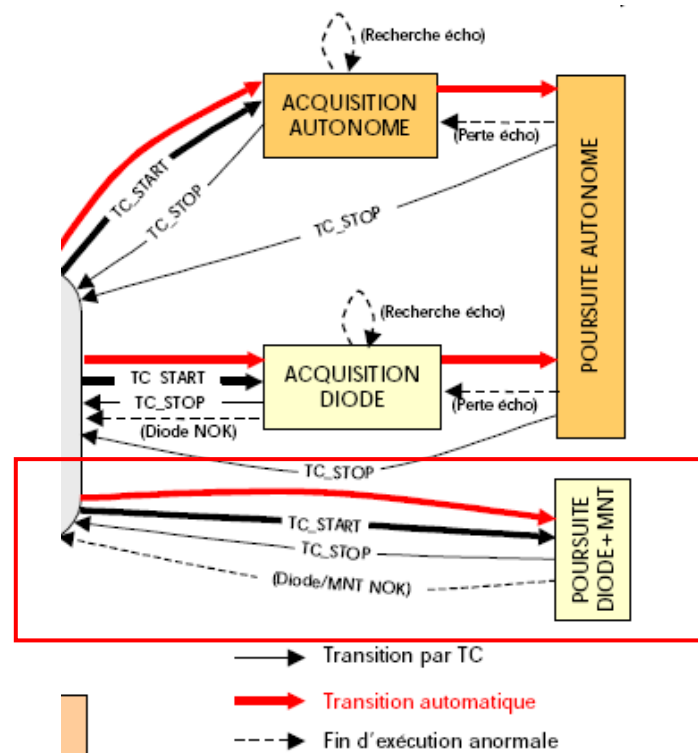 (Recherche écho)
ACQUISITION
AUTONOME
TC_START
TC_STOP
(Perte écho)
TC_STOP
POURSUITE AUTONOME
(Recherche écho)
ACQUISITION
DIODE
TC START
TC_STOP
(Diode NOK)
(Perte écho)
TC_STOP
TC_START
TC_STOP
(Diode/MNT NOK)
POURSUITE
DIODE+MNT
Transition par TC
Transition automatique
Fin d'exécution anormale